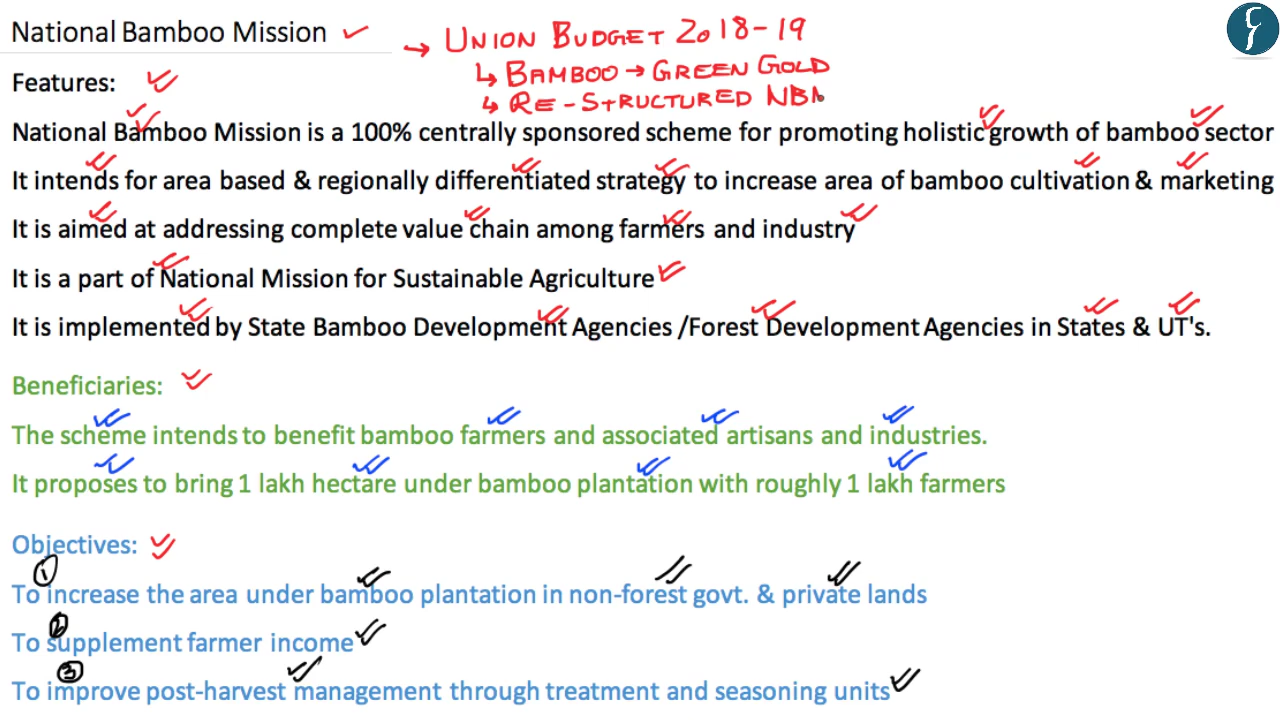 National Bamboo Mission
→ UNION BUDGET 2018-19
↳ BAMBOO → GREEN GOLD
↳ RE-STRUCTURED
Features:
National Bamboo Mission is a 100% centrally sponsored scheme for promoting holistic growth of bamboo sector
It intends for area based & regionally differentiated strategy to increase area of bamboo cultivation & marketing
It is aimed at addressing complete value chain among farmers and industry
It is a part of National Mission for Sustainable Agriculture
It is implemented by State Bamboo Development Agencies /Forest Development Agencies in States & UT's.
Beneficiaries:
The scheme intends to benefit bamboo farmers and associated artisans and industries.
It proposes to bring 1 lakh hectare under bamboo plantation with roughly 1 lakh farmers
Objectives:
1
To increase the area under bamboo plantation in non-forest govt. & private lands
2
To supplement farmer income
3
To improve post-harvest management through treatment and seasoning units